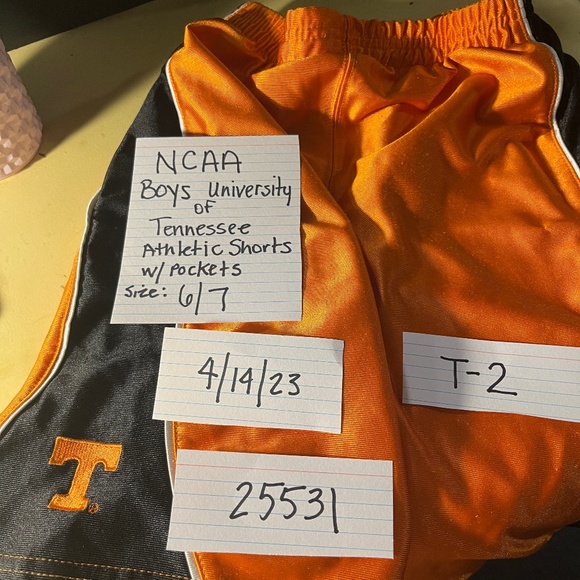 NCAA
Boys University
of
Tennessee
Athletic Shorts
w/ pockets
Size: 6/7
4/14/23
T-2
25531
T®